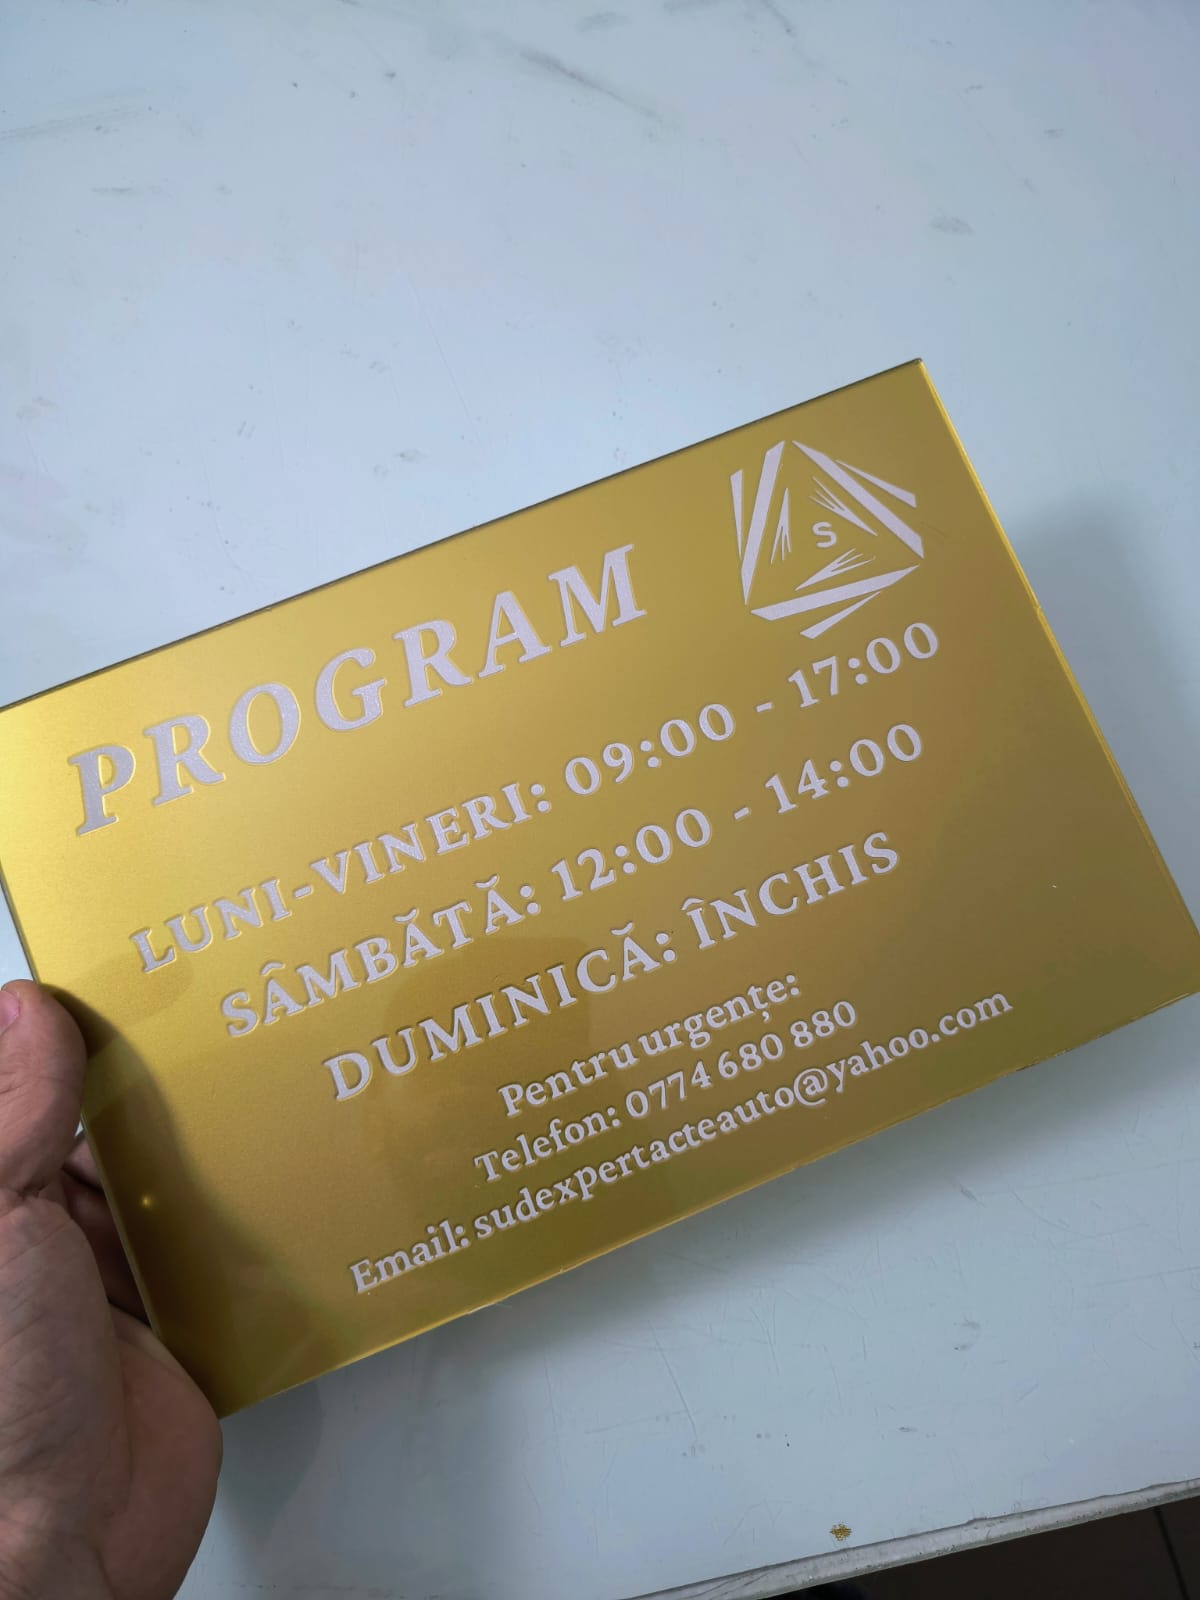 PROGRAM
S
LUNI-VINERI: 09:00 - 17:00
SÂMBĂTĂ: 12:00 - 14:00
DUMINICĂ: ÎNCHIS
Pentru urgențe:
Telefon: 0774 680 880
Email: sudexpertacteauto@yahoo.com